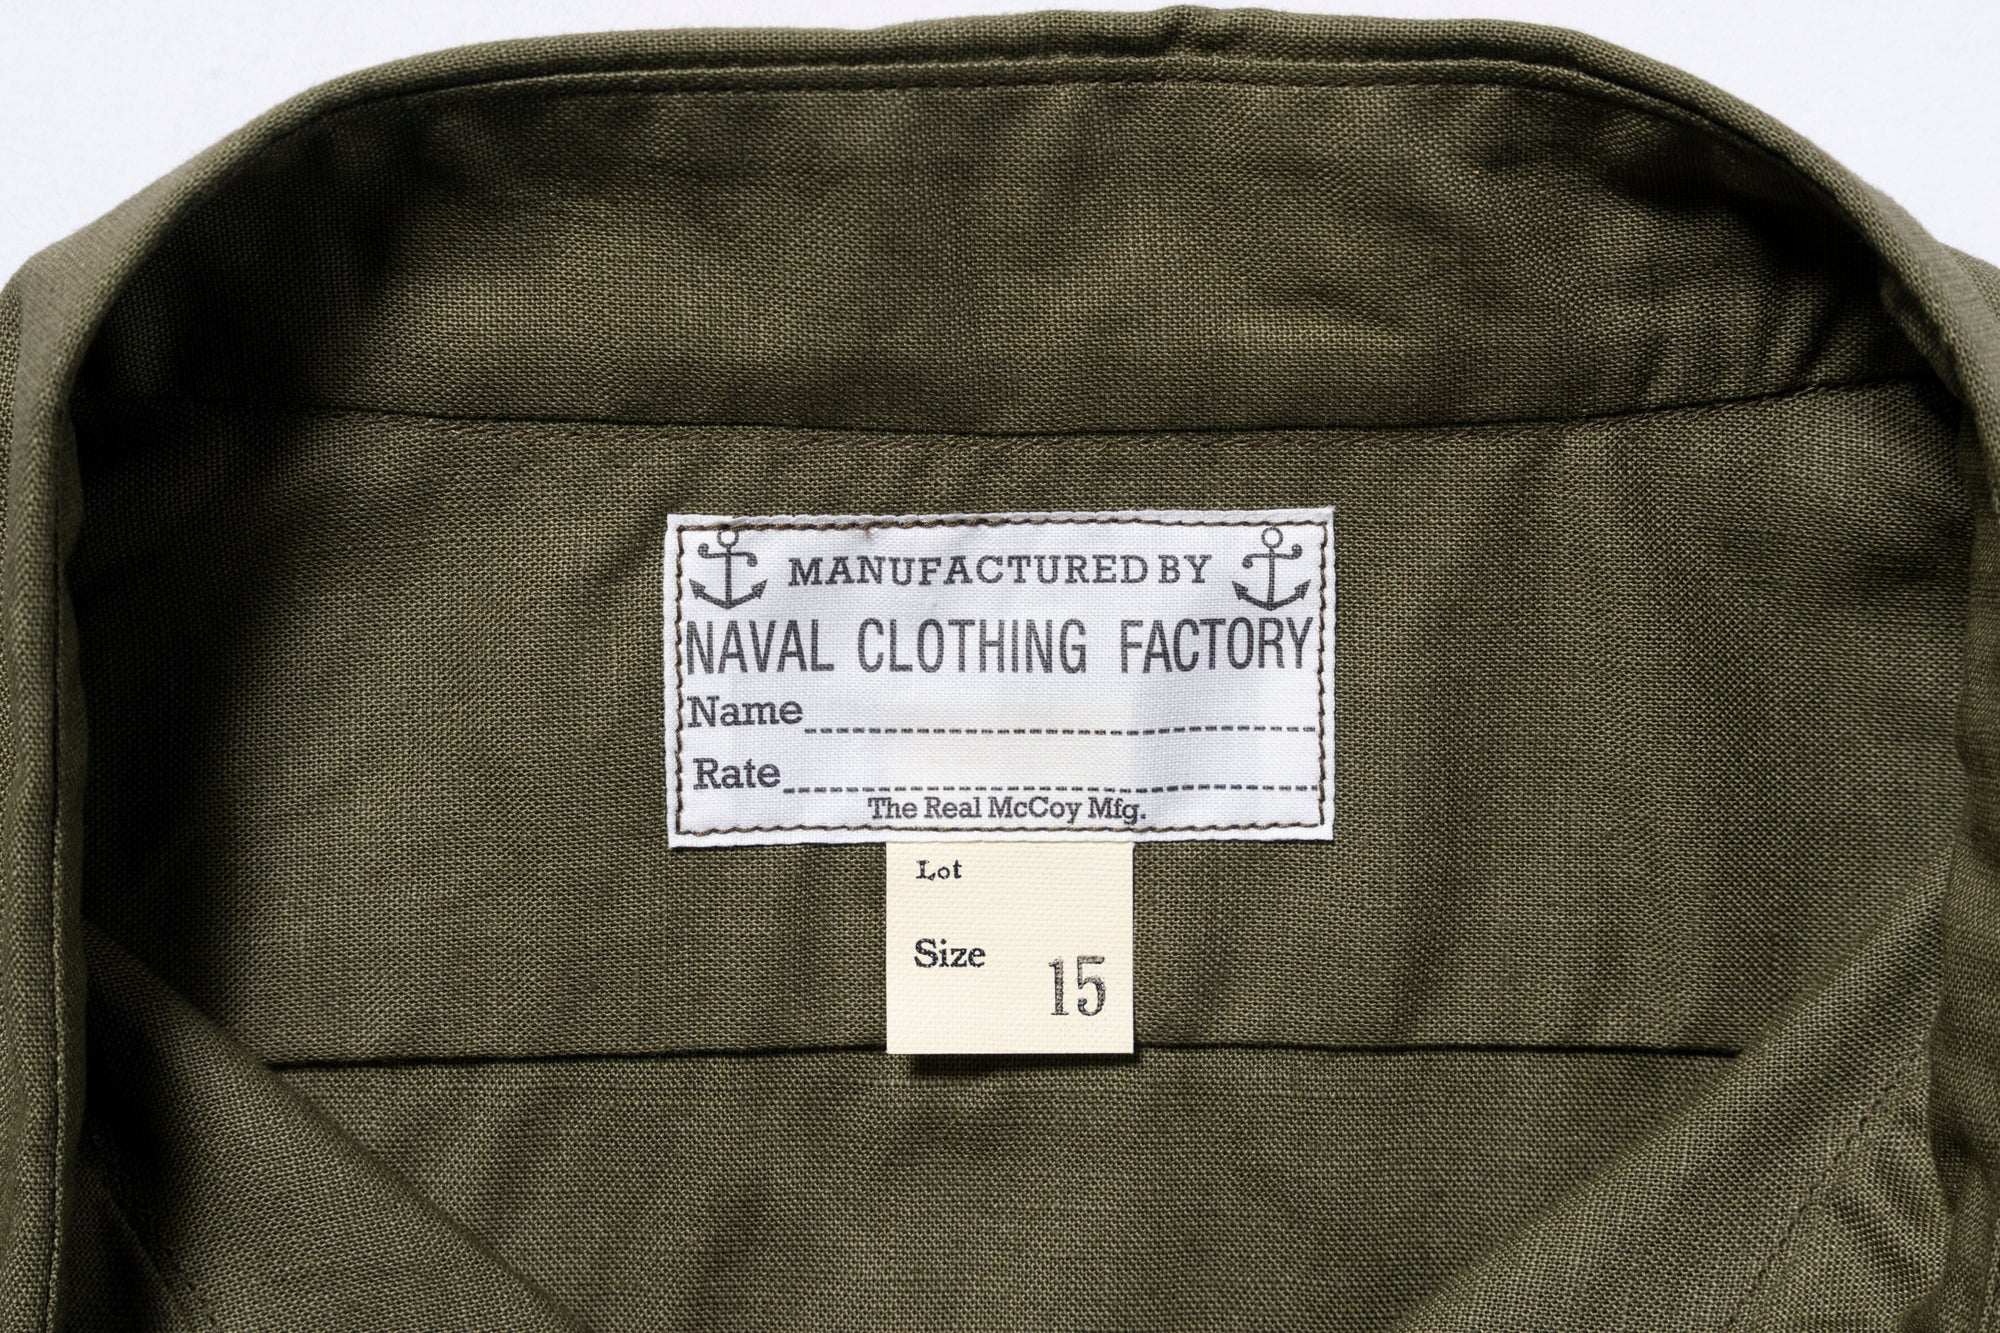 MANUFACTURED BY
NAVAL CLOTHING FACTORY
Name
Rate
The Real McCoy Mfg.
Lot
Size
15